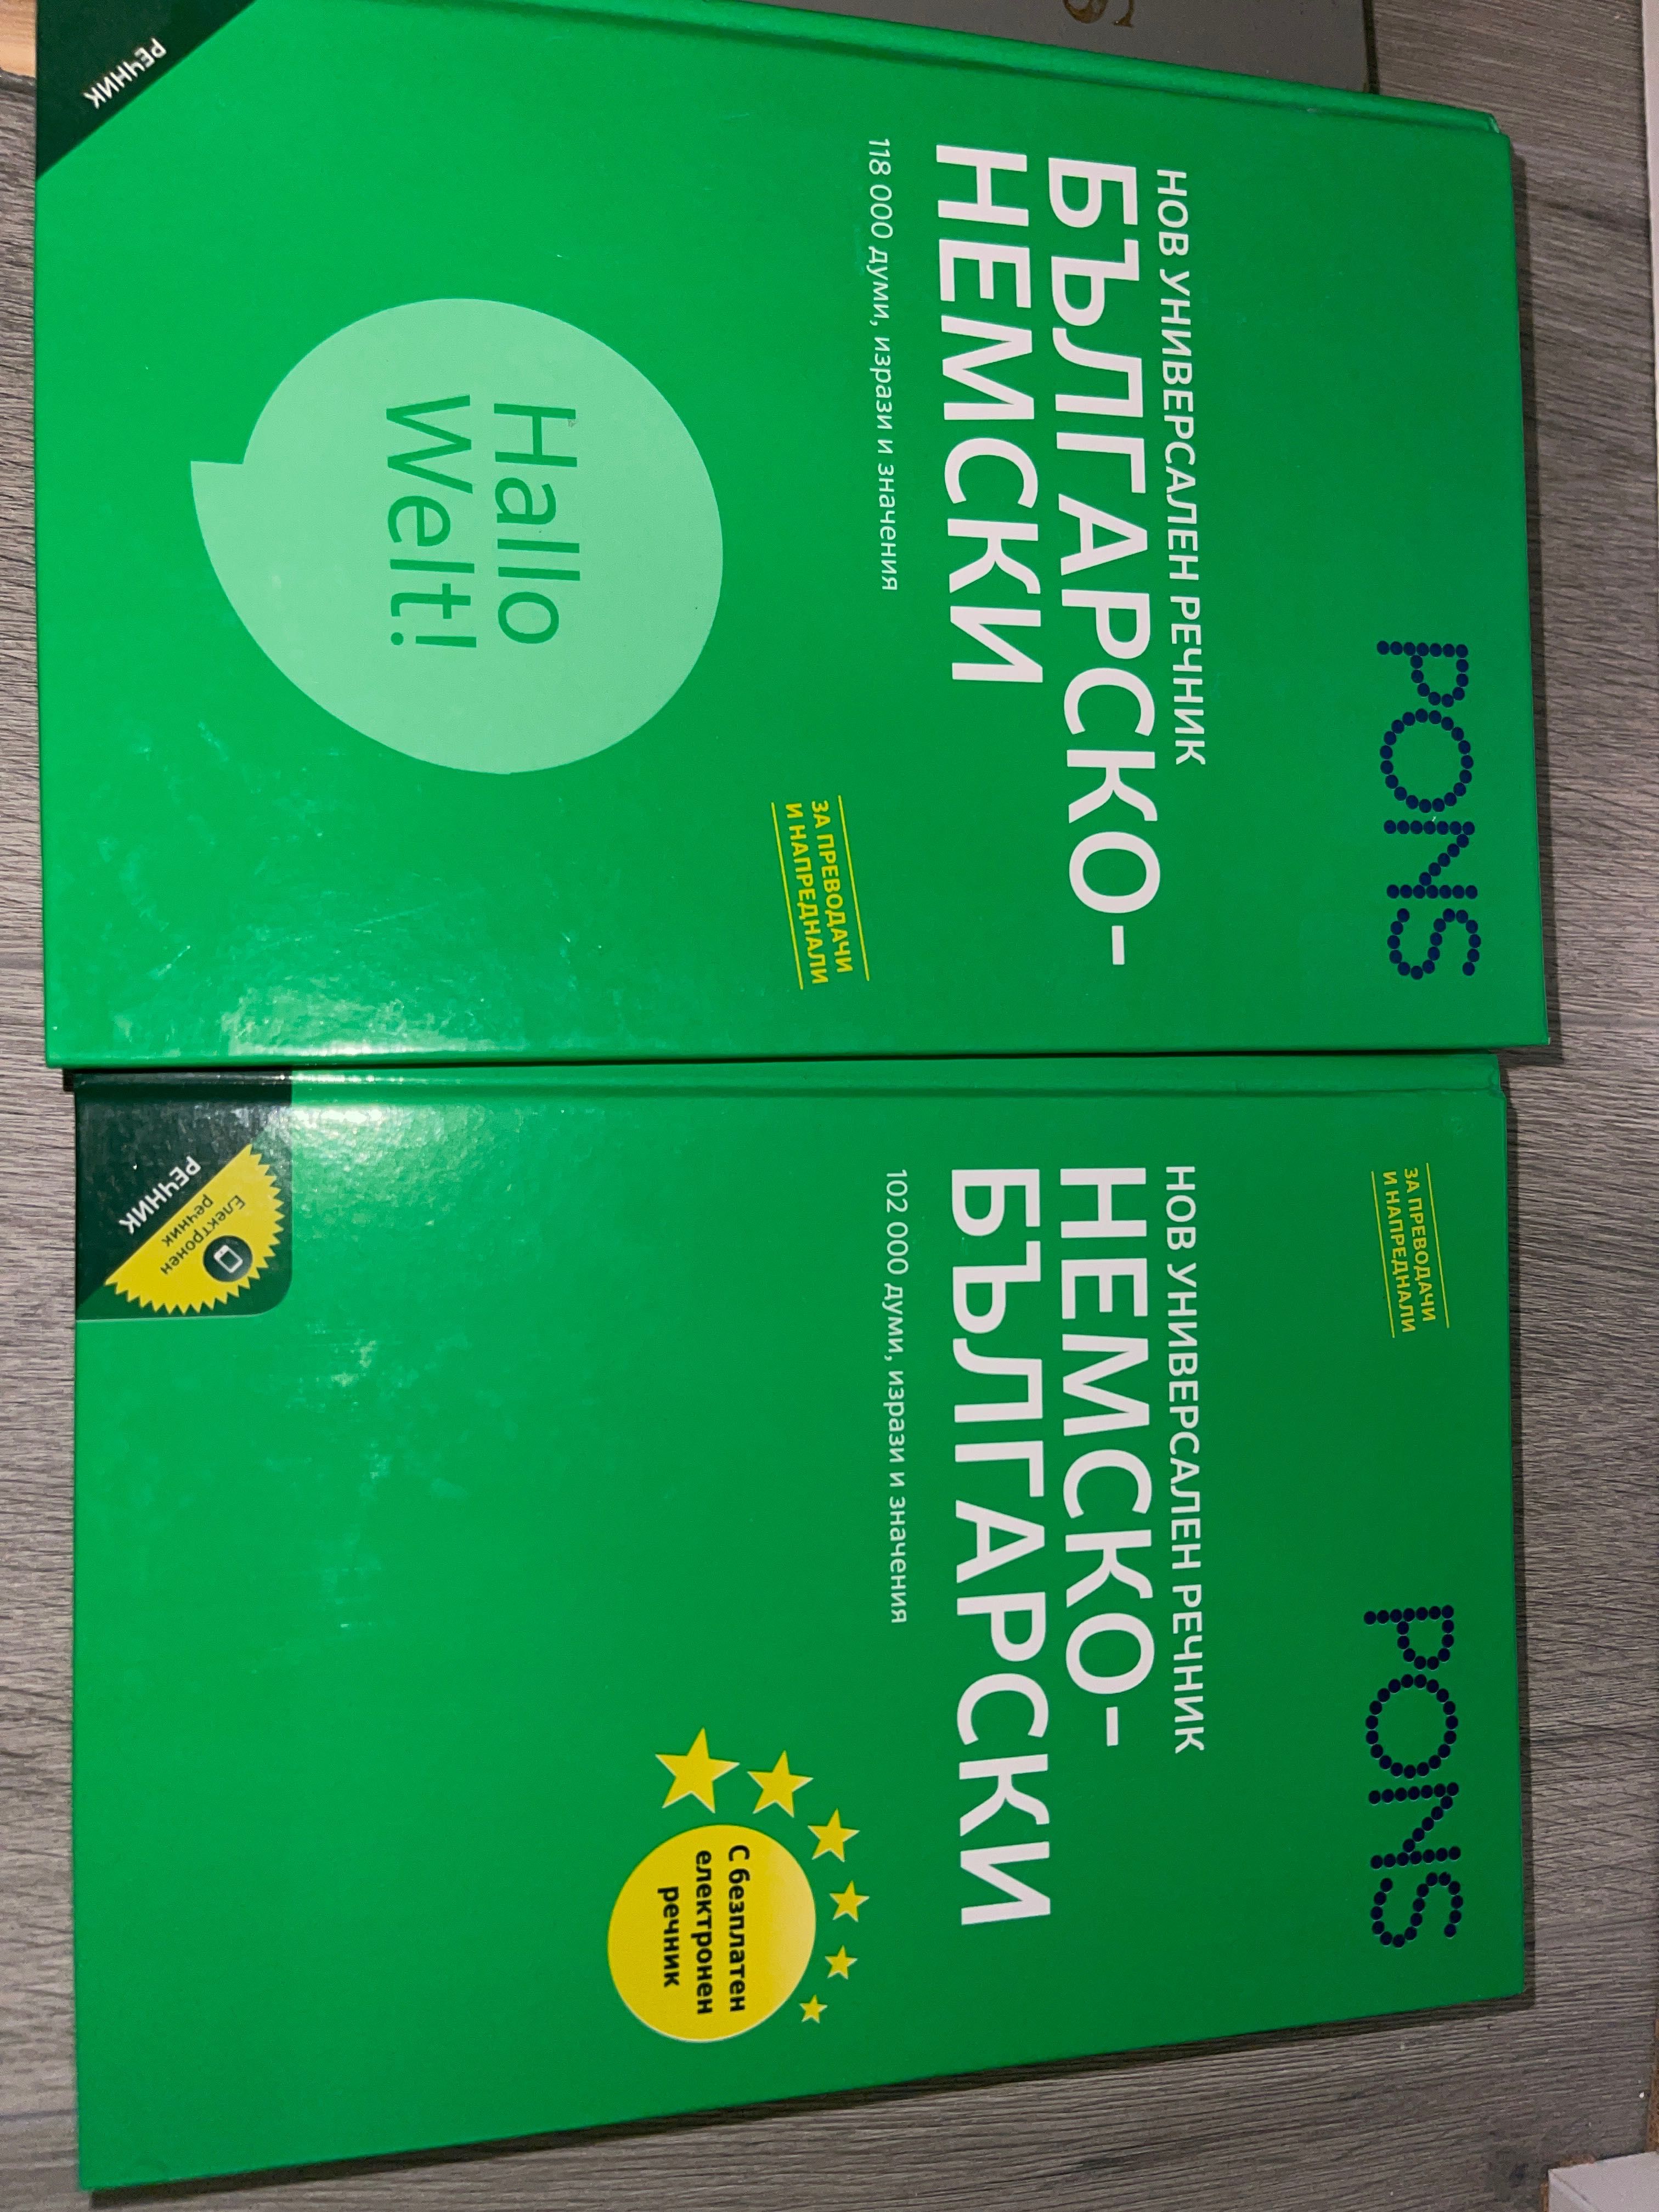 PONS
НОВ УНИВЕРСАЛЕН РЕЧНИК
БЪЛГАРСКО-
НЕМСКИ
118 000 думи, изрази и значения
ЗА ПРЕВОДАЧИ
И НАПРЕДНАЛИ
Hallo
Welt!
РЕЧНИК
ЗА ПРЕВОДАЧИ
И НАПРЕДНАЛИ
PONS
НОВ УНИВЕРСАЛЕН РЕЧНИК
НЕМСКО-
БЪЛГАРСКИ
102 000 думи, изрази и значения
С безплатен
електронен
речник
Електронен
речник
РЕЧНИК